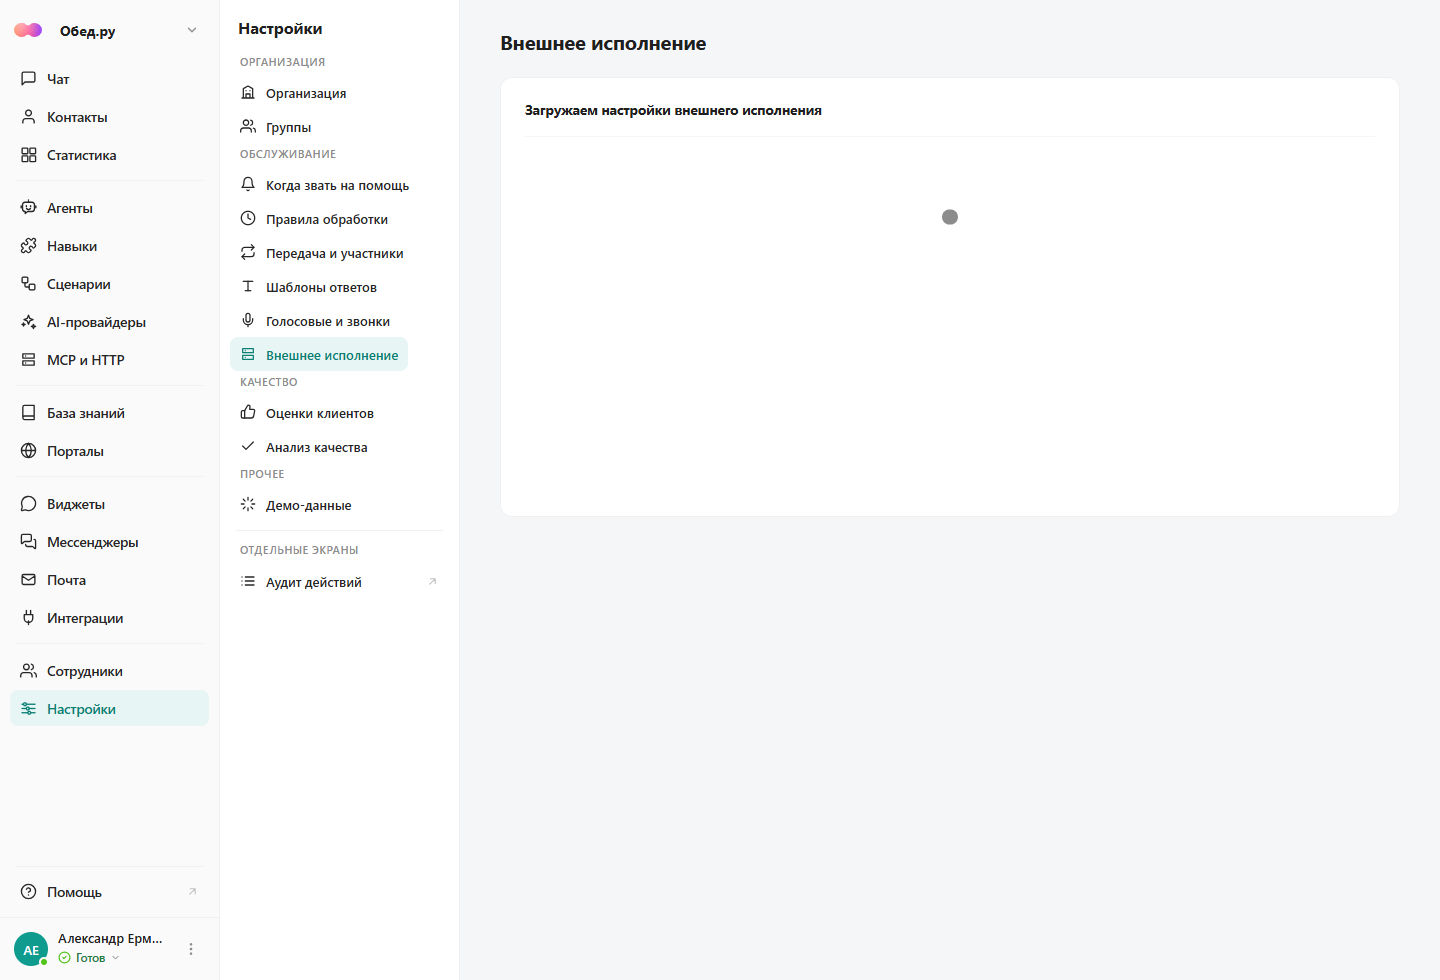 Обед.ру
Чат
Контакты
Статистика
Агенты
Навыки
Сценарии
AI-провайдеры
MCP и HTTP
База знаний
Порталы
Виджеты
Мессенджеры
Почта
Интеграции
Сотрудники
Настройки
Помощь
АЕ
Александр Ерм...
Готов
Настройки
ОРГАНИЗАЦИЯ
Организация
Группы
ОБСЛУЖИВАНИЕ
Когда звать на помощь
Правила обработки
Передача и участники
Шаблоны ответов
Голосовые и звонки
Внешнее исполнение
КАЧЕСТВО
Оценки клиентов
Анализ качества
ПРОЧЕЕ
Демо-данные
ОТДЕЛЬНЫЕ ЭКРАНЫ
Аудит действий
Внешнее исполнение
Загружаем настройки внешнего исполнения